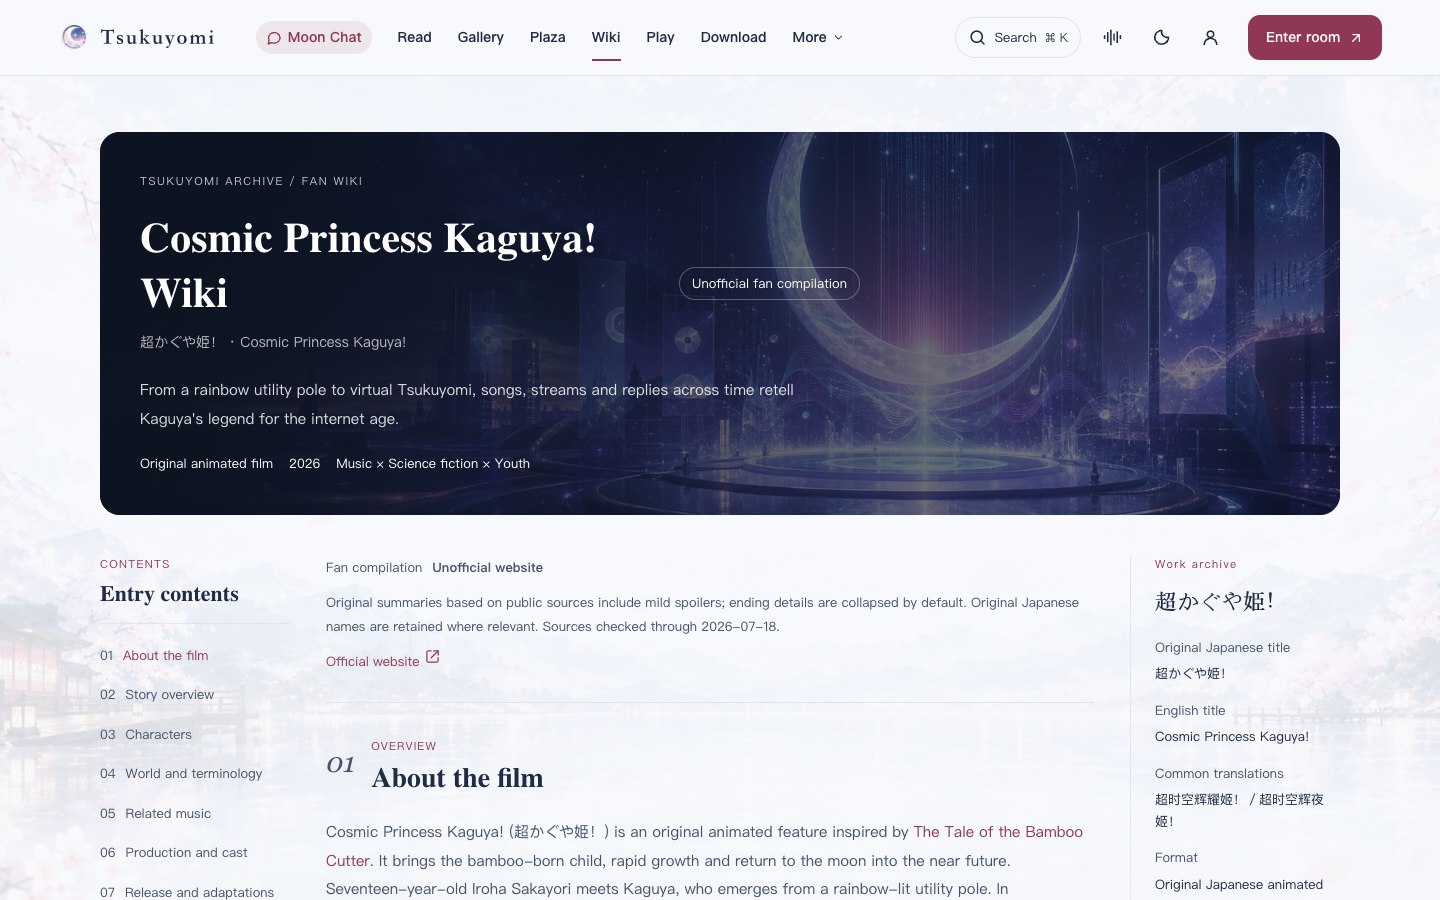 Tsukuyomi
Moon Chat
Read
Gallery
Plaza
Wiki
Play
Download
More
Search ⌘ K
Enter room
TSUKUYOMI ARCHIVE / FAN WIKI
Cosmic Princess Kaguya!
Wiki
Unofficial fan compilation
超かぐや姫！ · Cosmic Princess Kaguya!
From a rainbow utility pole to virtual Tsukuyomi, songs, streams and replies across time retell
Kaguya's legend for the internet age.
Original animated film 2026 Music × Science fiction × Youth
CONTENTS
Entry contents
01 About the film
02 Story overview
03 Characters
04 World and terminology
05 Related music
06 Production and cast
07 Release and adaptations
Fan compilation Unofficial website
Original summaries based on public sources include mild spoilers; ending details are collapsed by default. Original Japanese
names are retained where relevant. Sources checked through 2026-07-18.
Official website
01
OVERVIEW
About the film
Cosmic Princess Kaguya! (超かぐや姫！) is an original animated feature inspired by The Tale of the Bamboo
Cutter. It brings the bamboo-born child, rapid growth and return to the moon into the near future.
Seventeen-year-old Iroha Sakayori meets Kaguya, who emerges from a rainbow-lit utility pole. In
Work archive
超かぐや姫！
Original Japanese title
超かぐや姫！
English title
Cosmic Princess Kaguya!
Common translations
超时空辉耀姬！ / 超时空辉夜
姬！
Format
Original Japanese animated